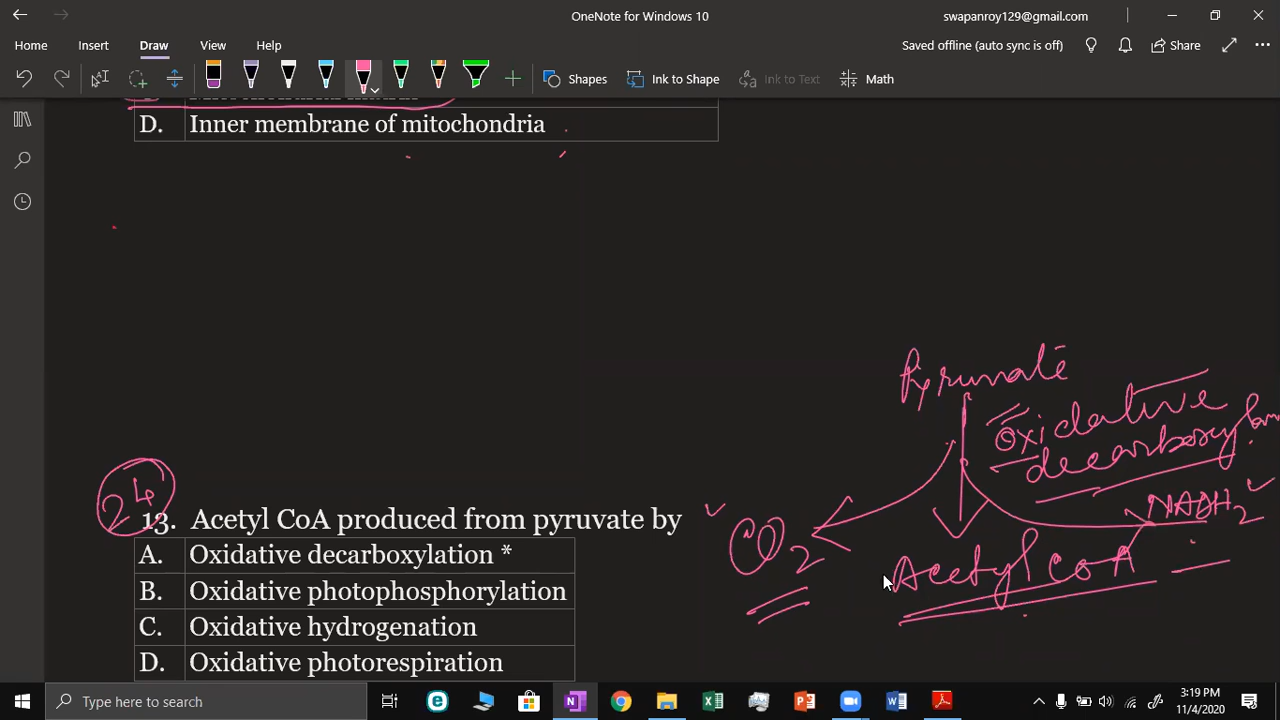 OneNote for Windows 10
swapanroy129@gmail.com
Home Insert Draw View Help
Saved offline (auto sync is off)
Share
Shapes
Ink to Shape
Ink to Text
Math
D. Inner membrane of mitochondria
Pyruvate
Oxidative
decarboxy
NADH2
CO2
Acetyl CoA
24
13. Acetyl CoA produced from pyruvate by
A. Oxidative decarboxylation *
B. Oxidative photophosphorylation
C. Oxidative hydrogenation
D. Oxidative photorespiration
Type here to search
3:19 PM
11/4/2020